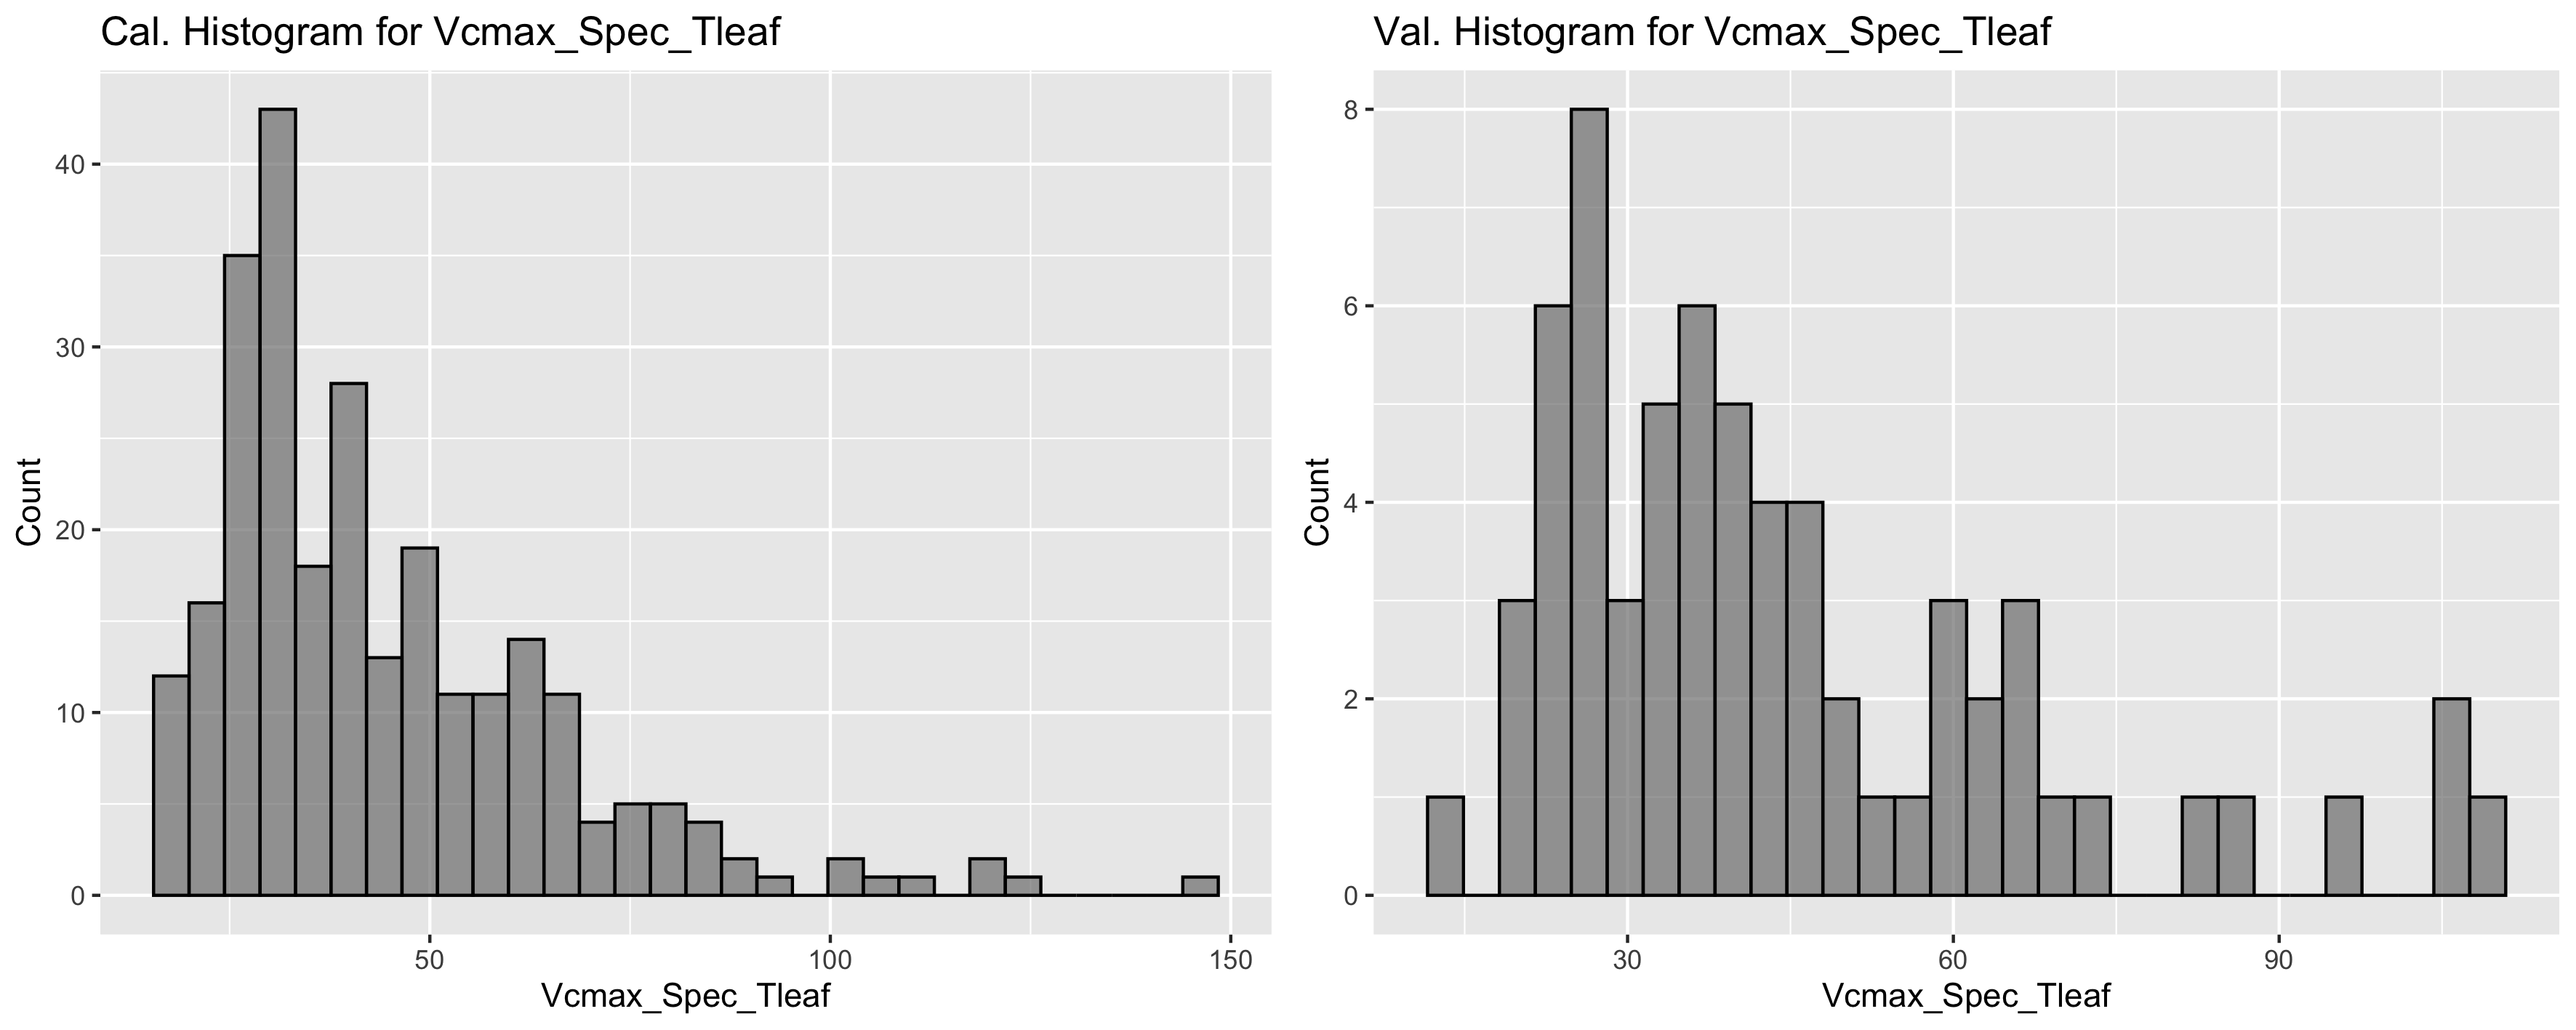 Cal. Histogram for Vcmax_Spec_Tleaf
Count
40
30
20
10
0
50 100 150
Vcmax_Spec_Tleaf
Val. Histogram for Vcmax_Spec_Tleaf
Count
8
6
4
2
0
30 60 90
Vcmax_Spec_Tleaf